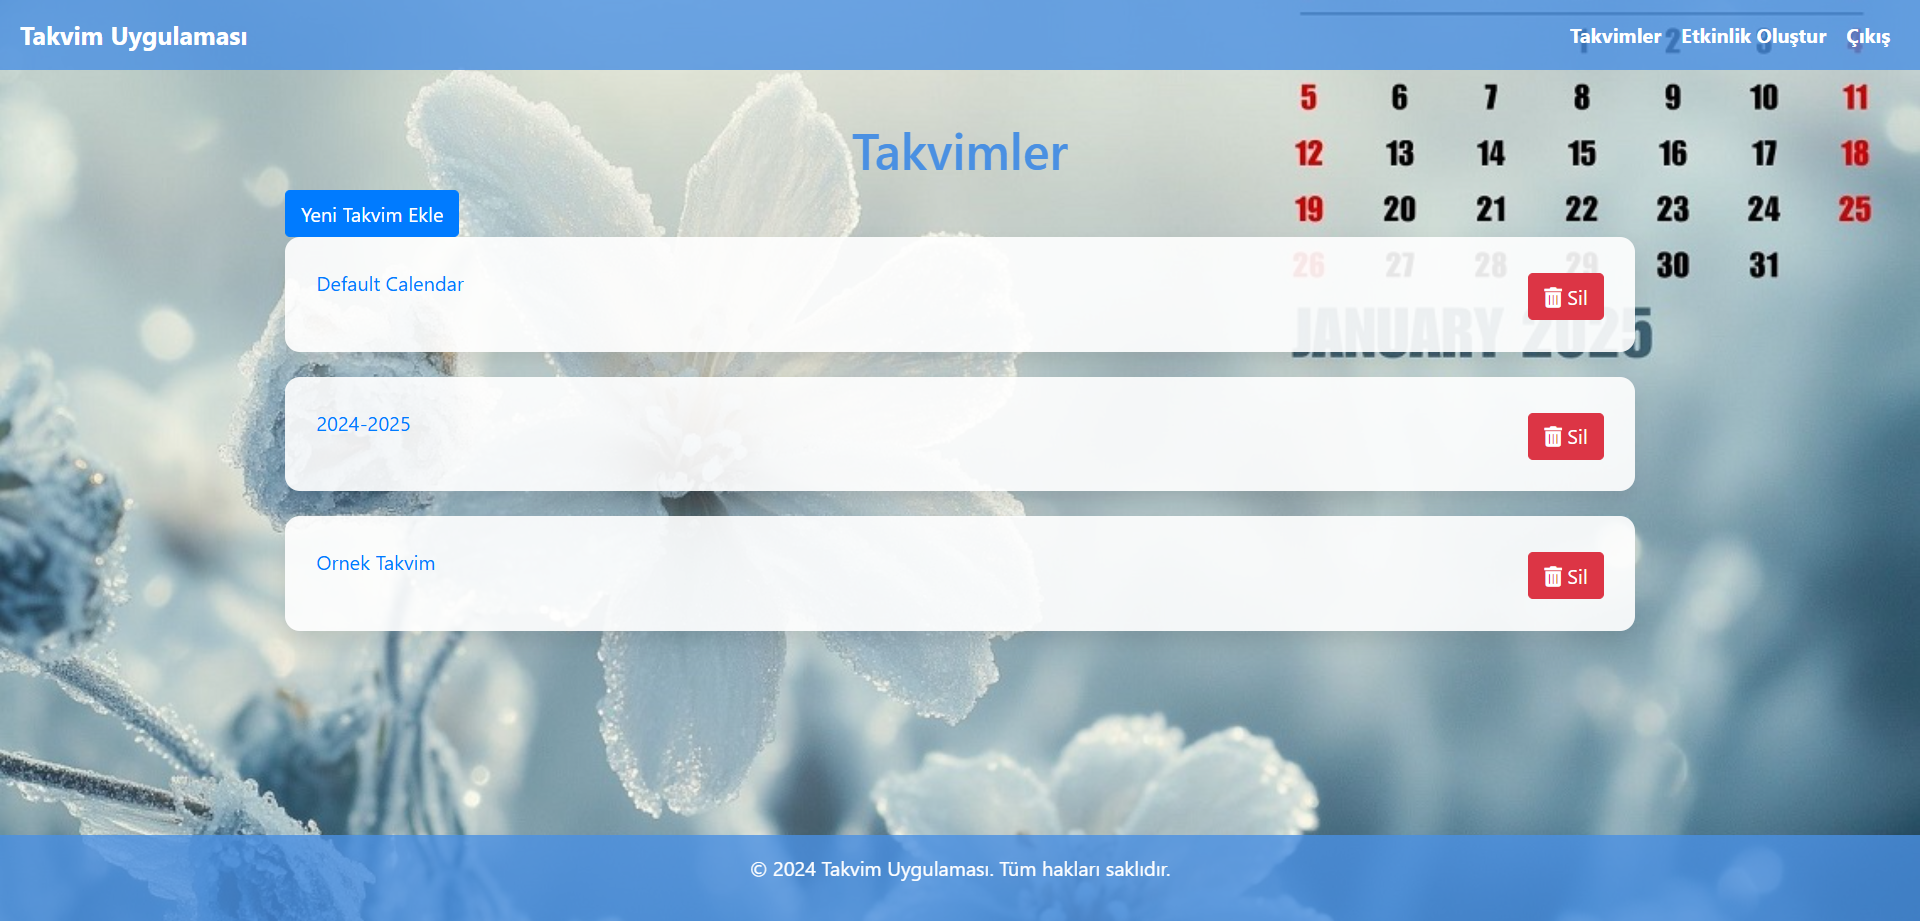 Takvim Uygulaması
Takvimler Etkinlik Oluştur Çıkış
2
5 6 7 8 9 10 11
Takvimler
12 13 14 15 16 17 18
Yeni Takvim Ekle
19 20 21 22 23 24 25
26 27 28 29 30 31
Default Calendar
Sil
JANUARY 2025
2024-2025
Sil
Ornek Takvim
Sil
© 2024 Takvim Uygulaması. Tüm hakları saklıdır.